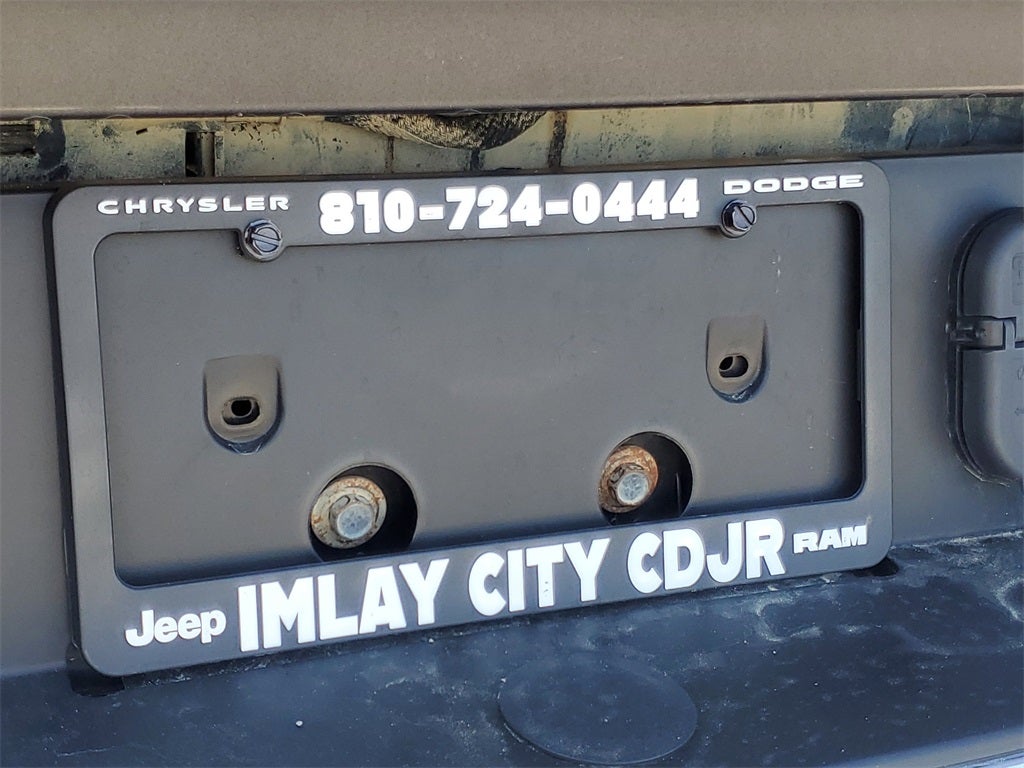 CHRYSLER 810-724-0444 DODGE
Jeep IMLAY CITY CDJR RAM